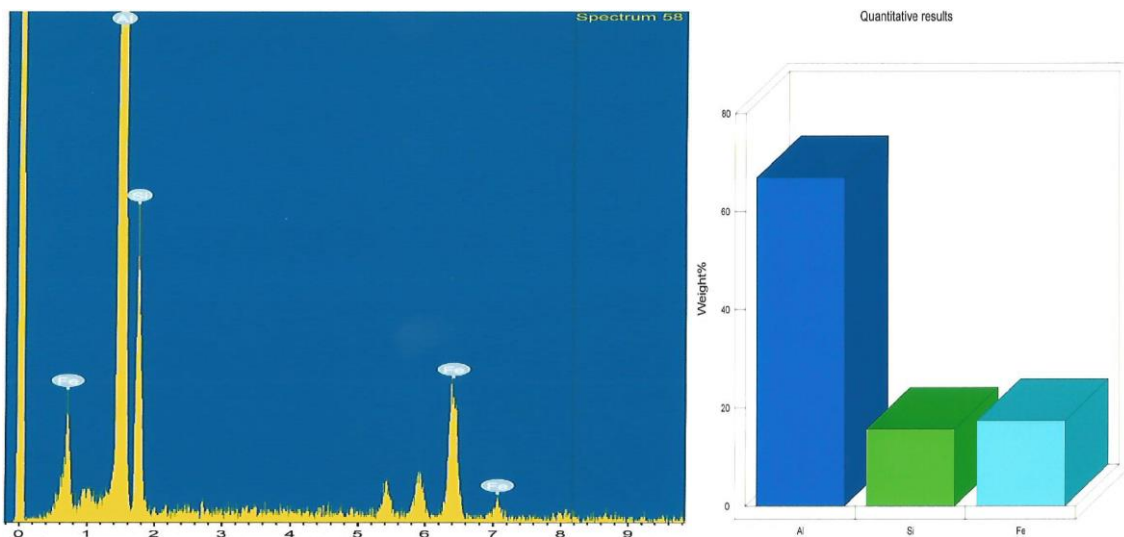 Spectrum 58
Al
Si
Fe
Fe
Fe
0 1 2 3 4 5 6 7 8 9
Quantitative results
Weight%
80
60
40
20
0
Al Si Fe